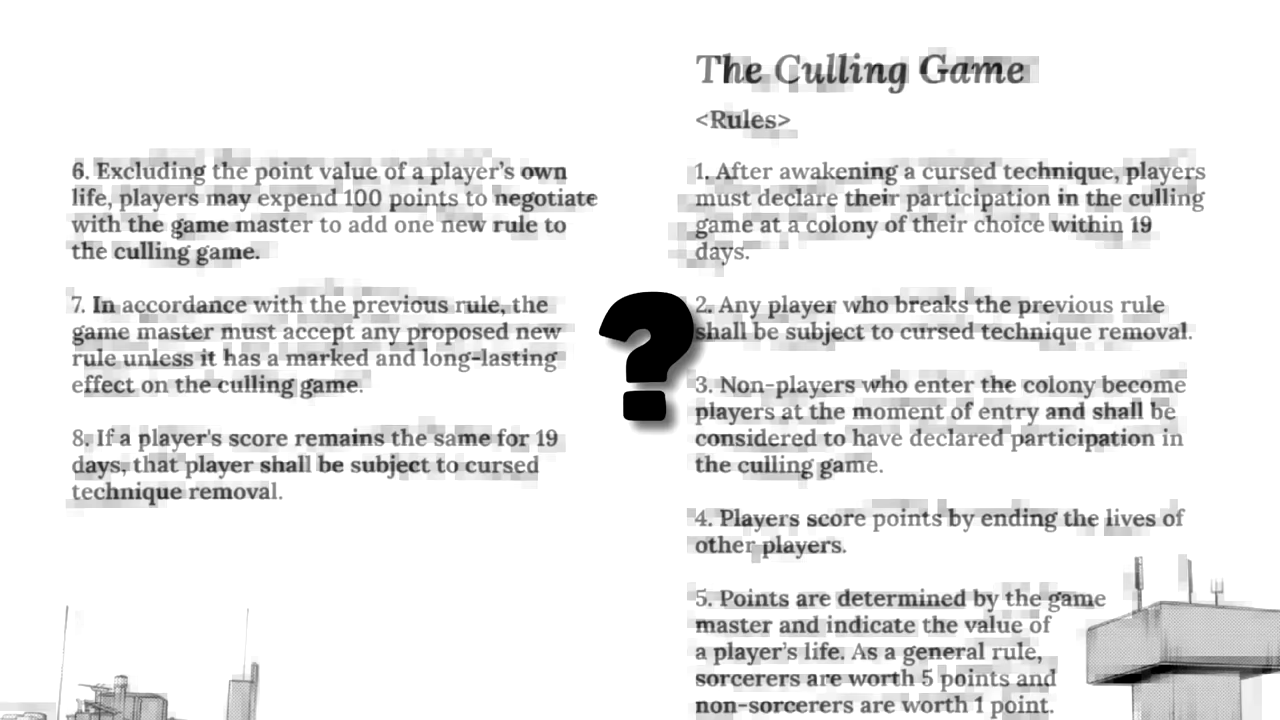 The Culling Game
<Rules>
1. After awakening a cursed technique, players
must declare their participation in the culling
game at a colony of their choice within 19
days.
2. Any player who breaks the previous rule
shall be subject to cursed technique removal.
3. Non-players who enter the colony become
players at the moment of entry and shall be
considered to have declared participation in
the culling game.
4. Players score points by ending the lives of
other players.
5. Points are determined by the game
master and indicate the value of
a player's life. As a general rule,
sorcerers are worth 5 points and
non-sorcerers are worth 1 point.
6. Excluding the point value of a player's own
life, players may expend 100 points to negotiate
with the game master to add one new rule to
the culling game.
7. In accordance with the previous rule, the
game master must accept any proposed new
rule unless it has a marked and long-lasting
effect on the culling game.
8. If a player's score remains the same for 19
days, that player shall be subject to cursed
technique removal.
?